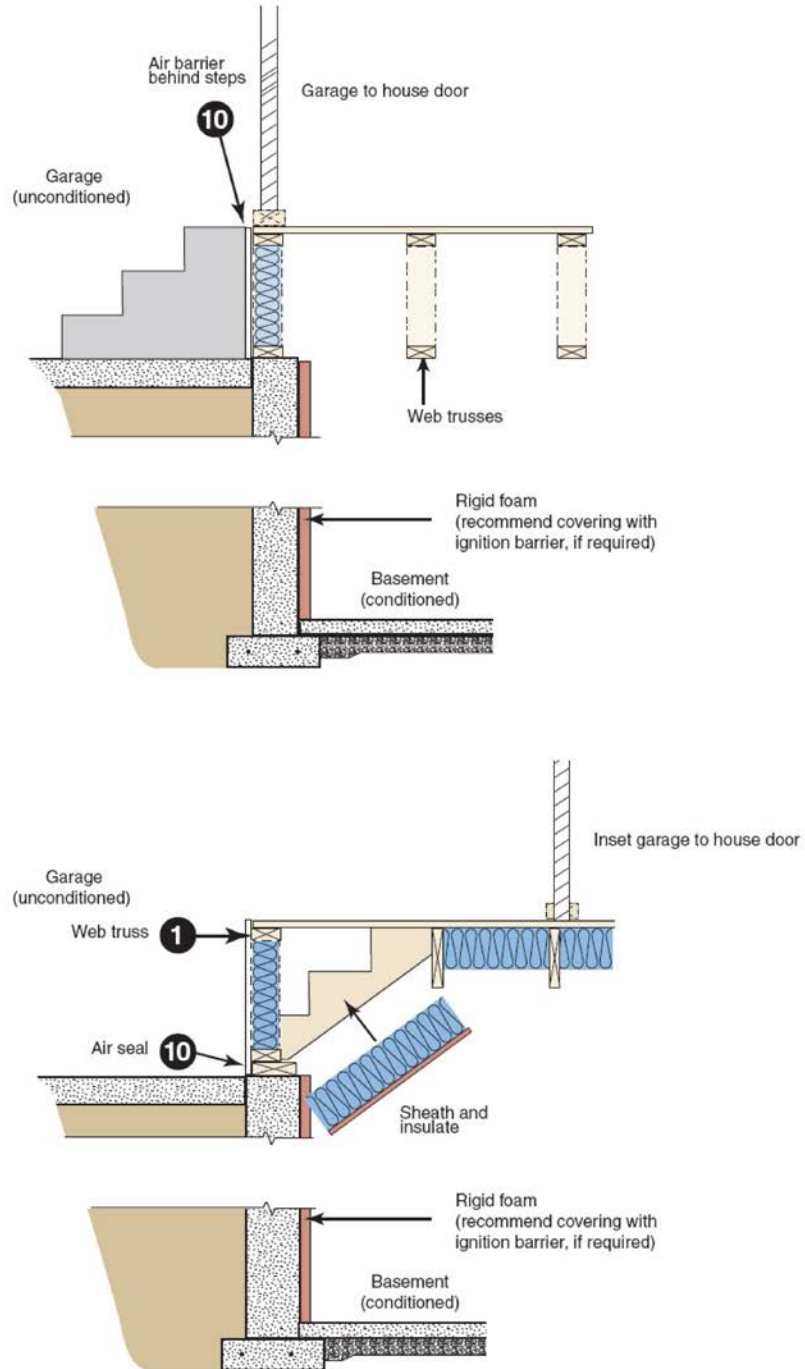 Air barrier
behind steps
10
Garage to house door
Garage
(unconditioned)
Web trusses
Rigid foam
(recommend covering with
ignition barrier, if required)
Basement
(conditioned)
Inset garage to house door
Garage
(unconditioned)
Web truss 1
Air seal 10
Sheath and
insulate
Rigid foam
(recommend covering with
ignition barrier, if required)
Basement
(conditioned)